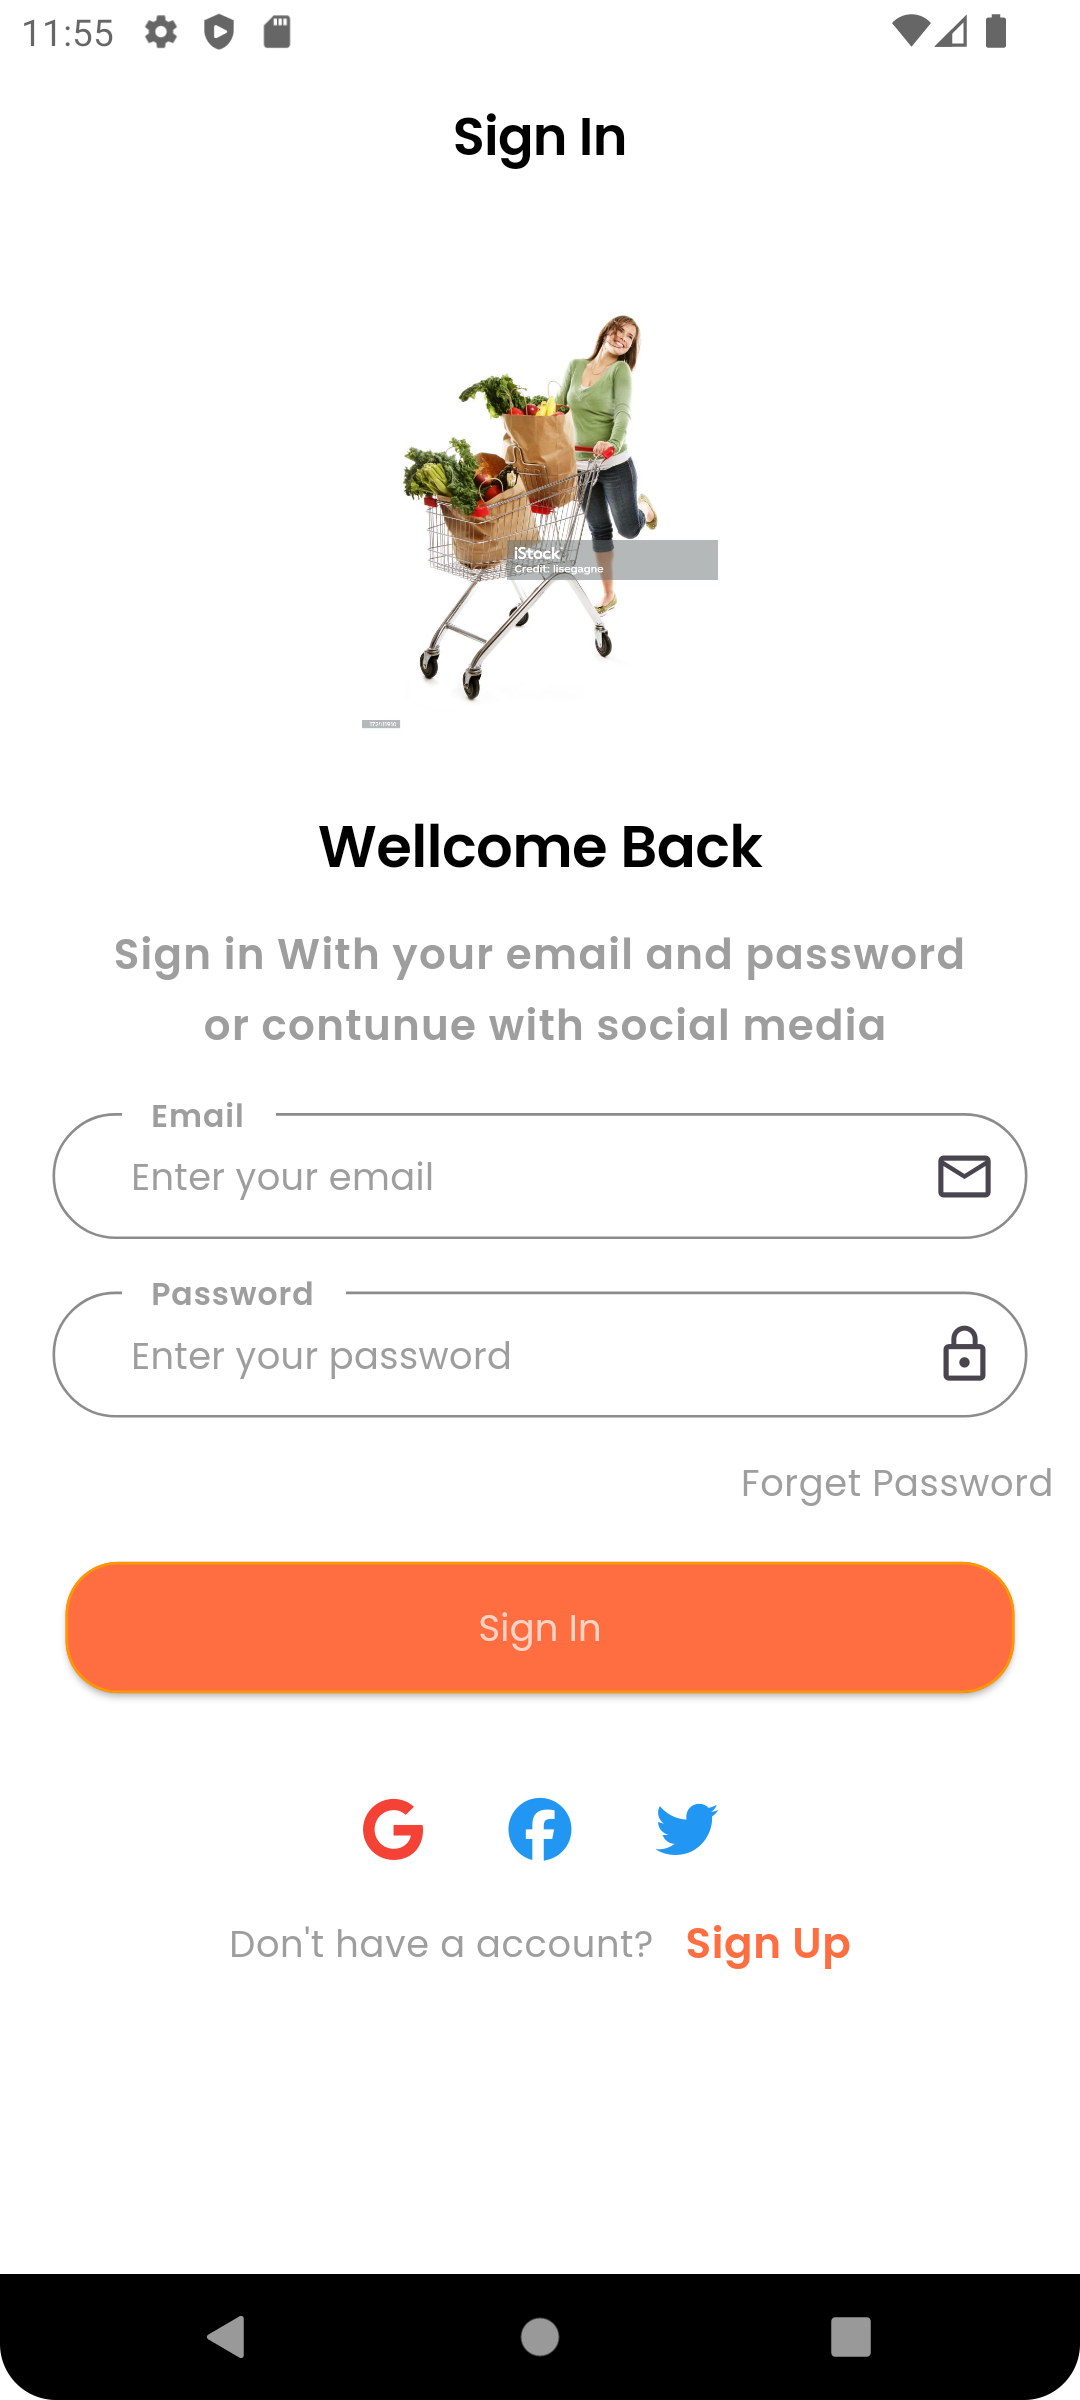 11:55
Sign In
iStock
Credit: lisegagne
Wellcome Back
Sign in With your email and password
or contunue with social media
Email
Enter your email
Password
Enter your password
Forget Password
Sign In
Don't have a account? Sign Up